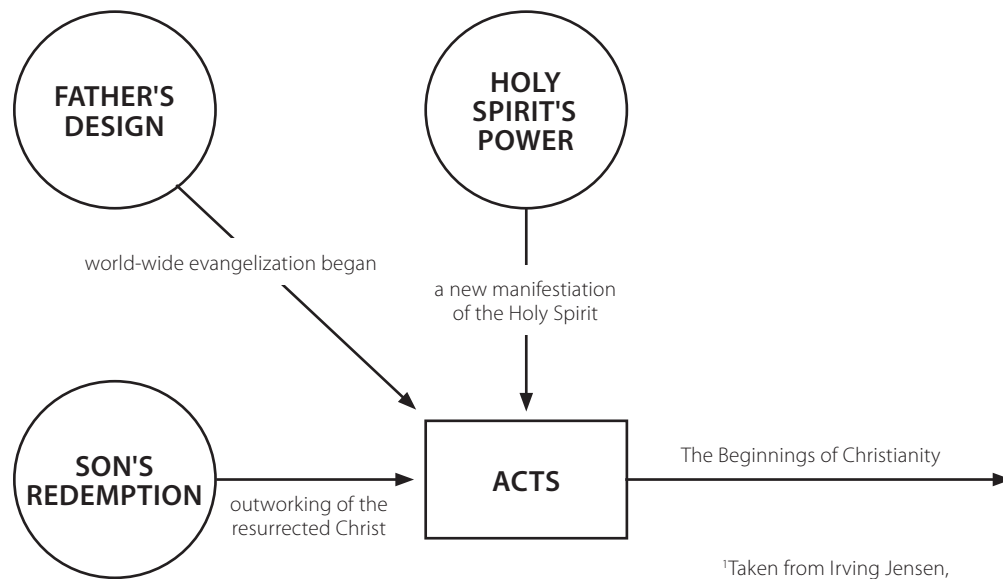 FATHER'S
DESIGN
HOLY
SPIRIT'S
POWER
world-wide evangelization began
a new manifestiation
of the Holy Spirit
SON'S
REDEMPTION
outworking of the
resurrected Christ
ACTS
The Beginnings of Christianity
¹Taken from Irving Jensen,